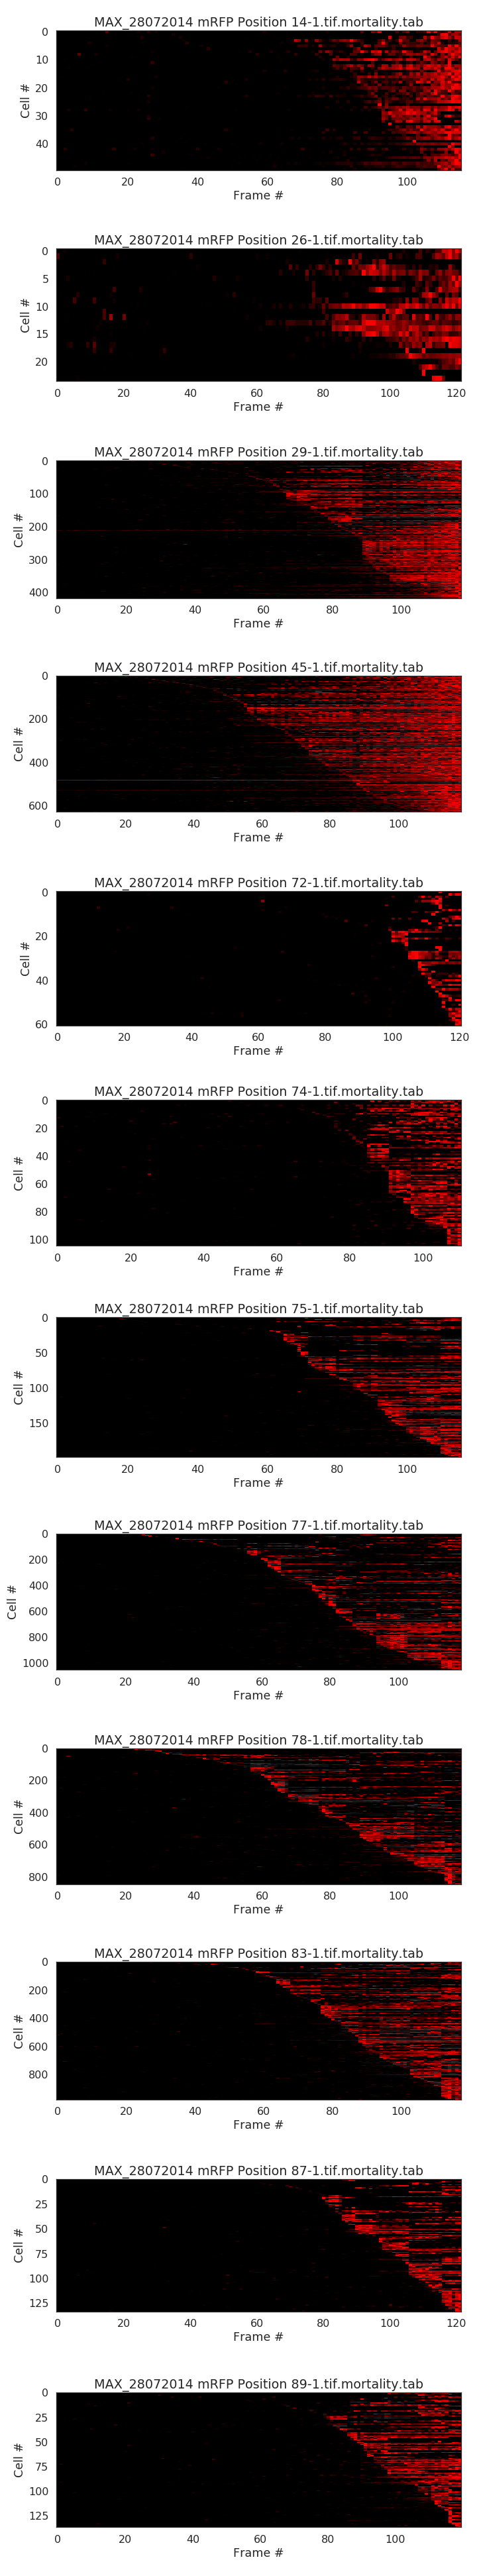 MAX_28072014 mRFP Position 14-1.tif.mortality.tab
0
20
40
Cell #
0 20 40 60 80 100
Frame #
MAX_28072014 mRFP Position 26-1.tif.mortality.tab
0
5
10
15
20
Cell #
0 20 40 60 80 100 120
Frame #
MAX_28072014 mRFP Position 29-1.tif.mortality.tab
0
100
200
300
400
Cell #
0 20 40 60 80 100
Frame #
MAX_28072014 mRFP Position 45-1.tif.mortality.tab
0
200
400
600
Cell #
0 20 40 60 80 100
Frame #
MAX_28072014 mRFP Position 72-1.tif.mortality.tab
0
20
40
60
Cell #
0 20 40 60 80 100 120
Frame #
MAX_28072014 mRFP Position 74-1.tif.mortality.tab
0
20
40
60
80
100
Cell #
0 20 40 60 80 100
Frame #
MAX_28072014 mRFP Position 75-1.tif.mortality.tab
0
50
100
150
Cell #
0 20 40 60 80 100
Frame #
MAX_28072014 mRFP Position 77-1.tif.mortality.tab
0
200
400
600
800
1000
Cell #
0 20 40 60 80 100
Frame #
MAX_28072014 mRFP Position 78-1.tif.mortality.tab
0
200
400
600
800
Cell #
0 20 40 60 80 100
Frame #
MAX_28072014 mRFP Position 83-1.tif.mortality.tab
0
200
400
600
800
Cell #
0 20 40 60 80 100
Frame #
MAX_28072014 mRFP Position 87-1.tif.mortality.tab
0
25
50
75
100
125
Cell #
0 20 40 60 80 100 120
Frame #
MAX_28072014 mRFP Position 89-1.tif.mortality.tab
0
25
50
75
100
125
Cell #
0 20 40 60 80 100
Frame #